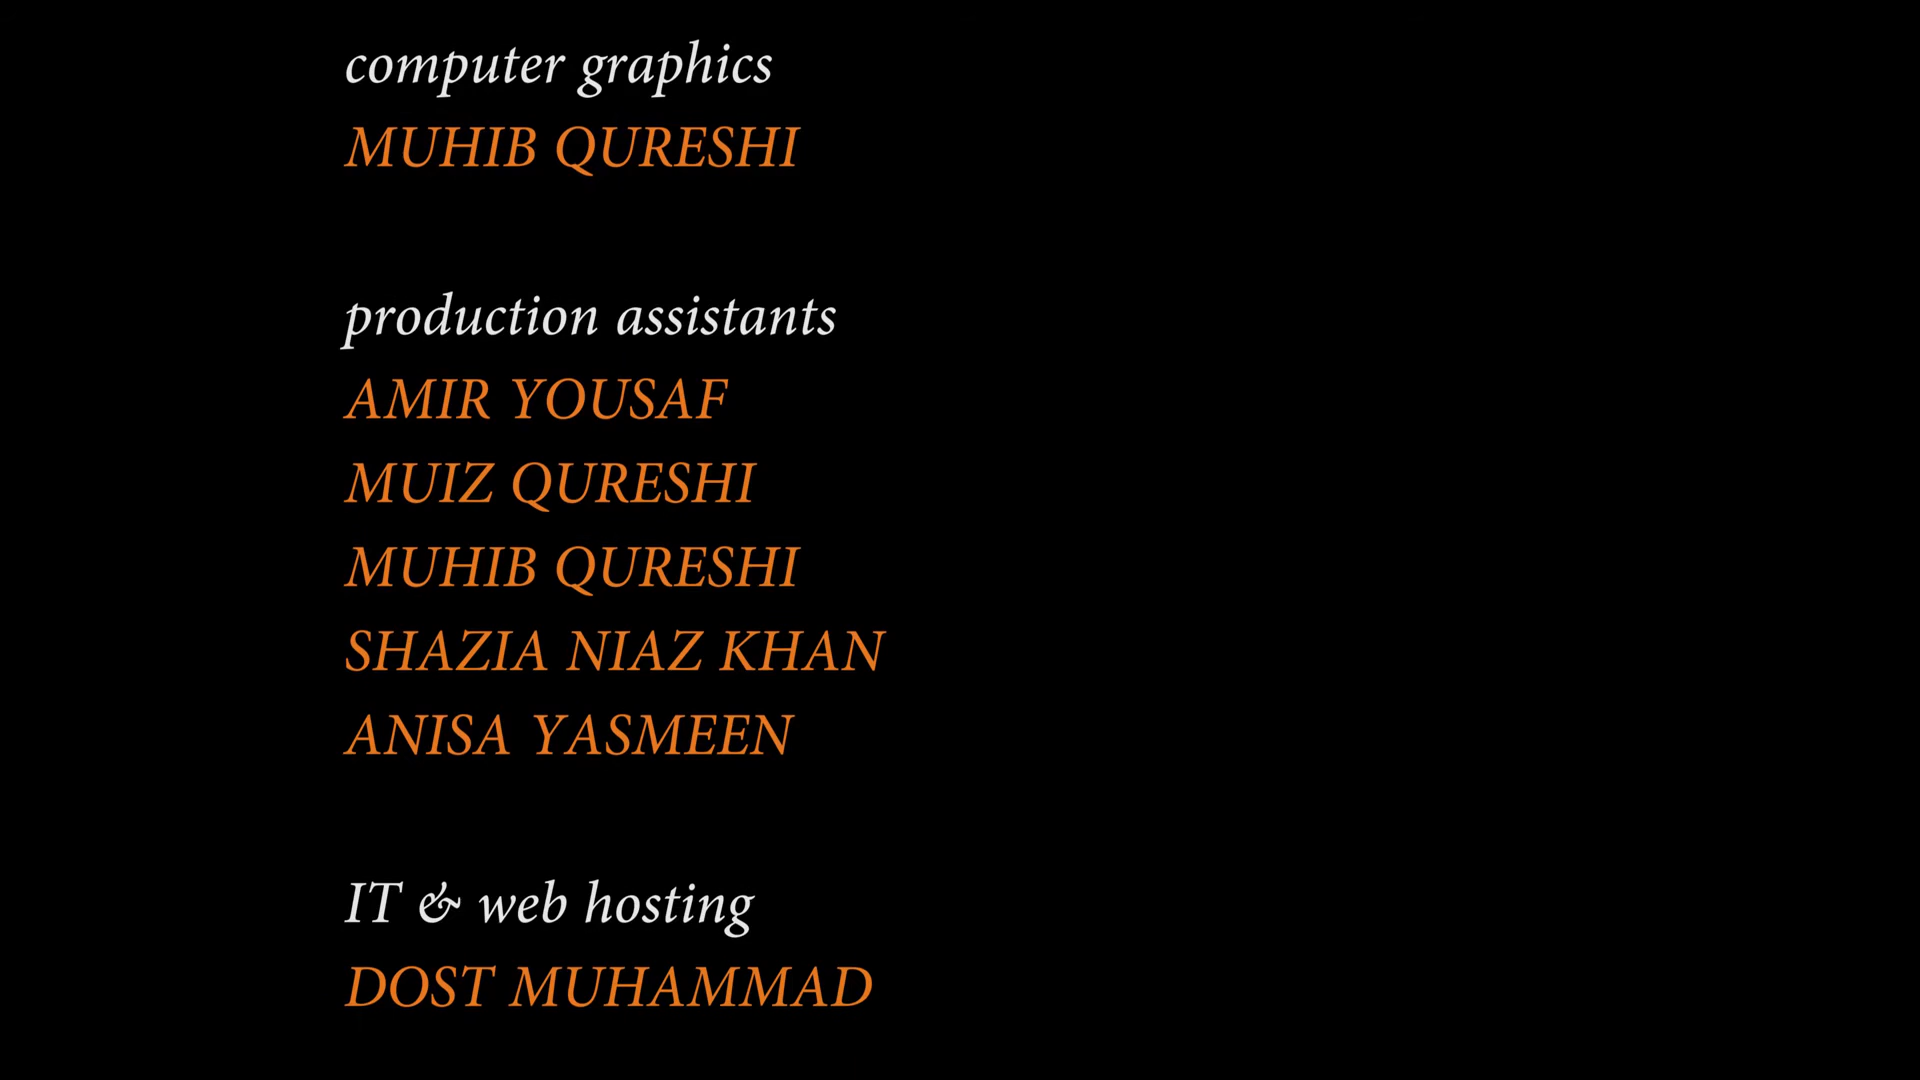 computer graphics
MUHIB QURESHI
production assistants
AMIR YOUSAF
MUIZ QURESHI
MUHIB QURESHI
SHAZIA NIAZ KHAN
ANISA YASMEEN
IT & web hosting
DOST MUHAMMAD